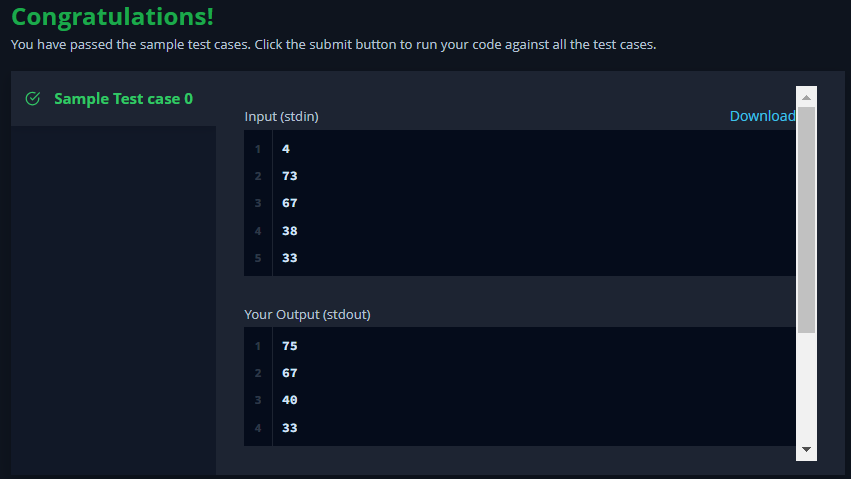 Congratulations!
You have passed the sample test cases. Click the submit button to run your code against all the test cases.
Sample Test case 0
Input (stdin)
Download
1 4
2 73
3 67
4 38
5 33
Your Output (stdout)
1 75
2 67
3 40
4 33